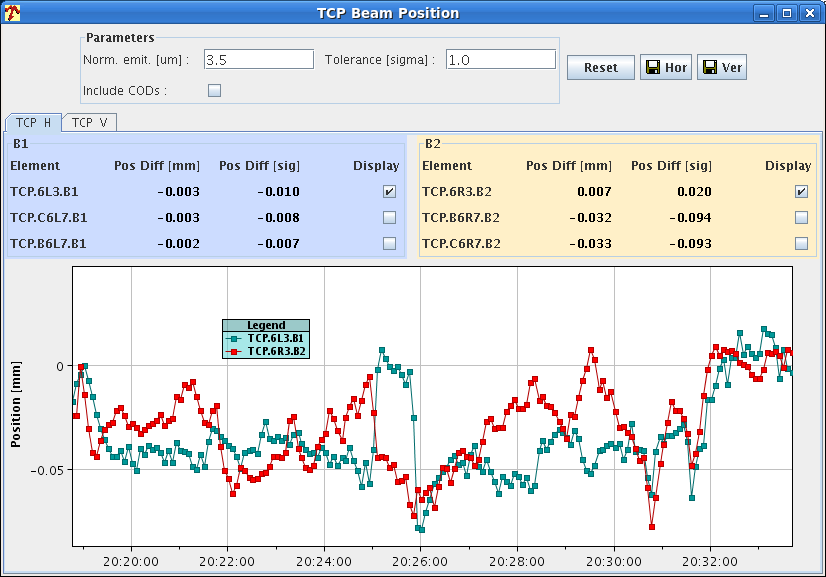 TCP Beam Position
Parameters
Norm. emit. [um] : 3.5 Tolerance [sigma] : 1.0
Reset Hor Ver
Include CODs :
TCP H TCP V
B1
Element Pos Diff [mm] Pos Diff [sig] Display
TCP.6L3.B1 -0.003 -0.010
TCP.C6L7.B1 -0.003 -0.008
TCP.B6L7.B1 -0.002 -0.007
B2
Element Pos Diff [mm] Pos Diff [sig] Display
TCP.6R3.B2 0.007 0.020
TCP.B6R7.B2 -0.032 -0.094
TCP.C6R7.B2 -0.033 -0.093
Legend
TCP.6L3.B1
TCP.6R3.B2
Position [mm]
0
-0.05
20:20:00 20:22:00 20:24:00 20:26:00 20:28:00 20:30:00 20:32:00